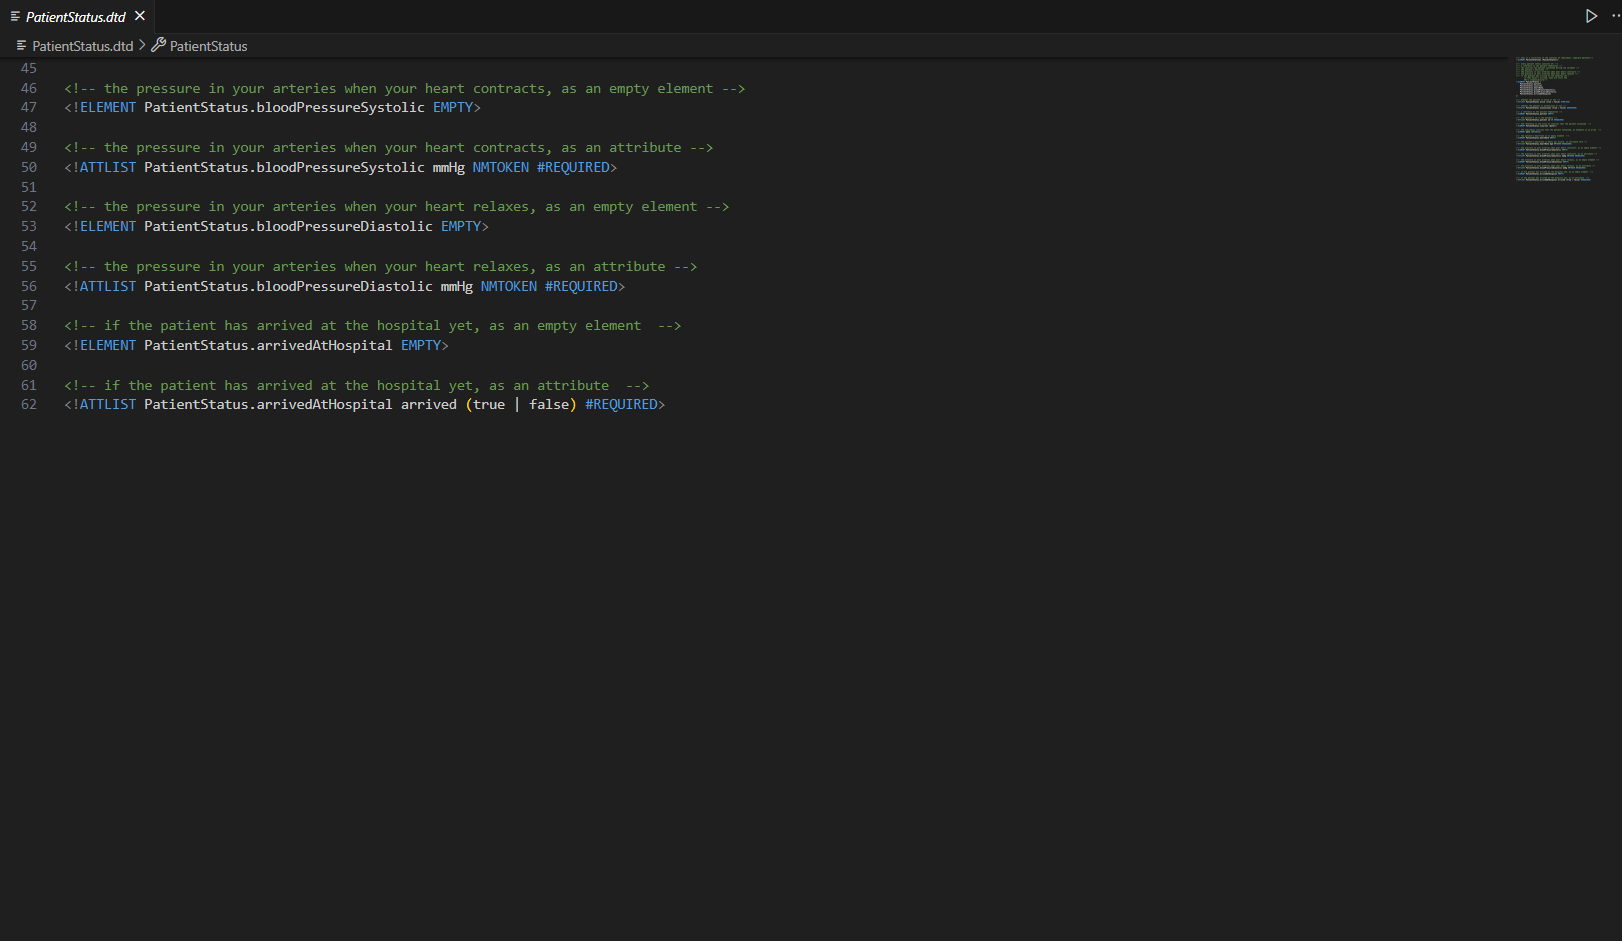 PatientStatus.dtd
PatientStatus.dtd > PatientStatus
45
46 <!-- the pressure in your arteries when your heart contracts, as an empty element -->
47 <!ELEMENT PatientStatus.bloodPressureSystolic EMPTY>
48
49 <!-- the pressure in your arteries when your heart contracts, as an attribute -->
50 <!ATTLIST PatientStatus.bloodPressureSystolic mmHg NMTOKEN #REQUIRED>
51
52 <!-- the pressure in your arteries when your heart relaxes, as an empty element -->
53 <!ELEMENT PatientStatus.bloodPressureDiastolic EMPTY>
54
55 <!-- the pressure in your arteries when your heart relaxes, as an attribute -->
56 <!ATTLIST PatientStatus.bloodPressureDiastolic mmHg NMTOKEN #REQUIRED>
57
58 <!-- if the patient has arrived at the hospital yet, as an empty element  -->
59 <!ELEMENT PatientStatus.arrivedAtHospital EMPTY>
60
61 <!-- if the patient has arrived at the hospital yet, as an attribute  -->
62 <!ATTLIST PatientStatus.arrivedAtHospital arrived (true | false) #REQUIRED>